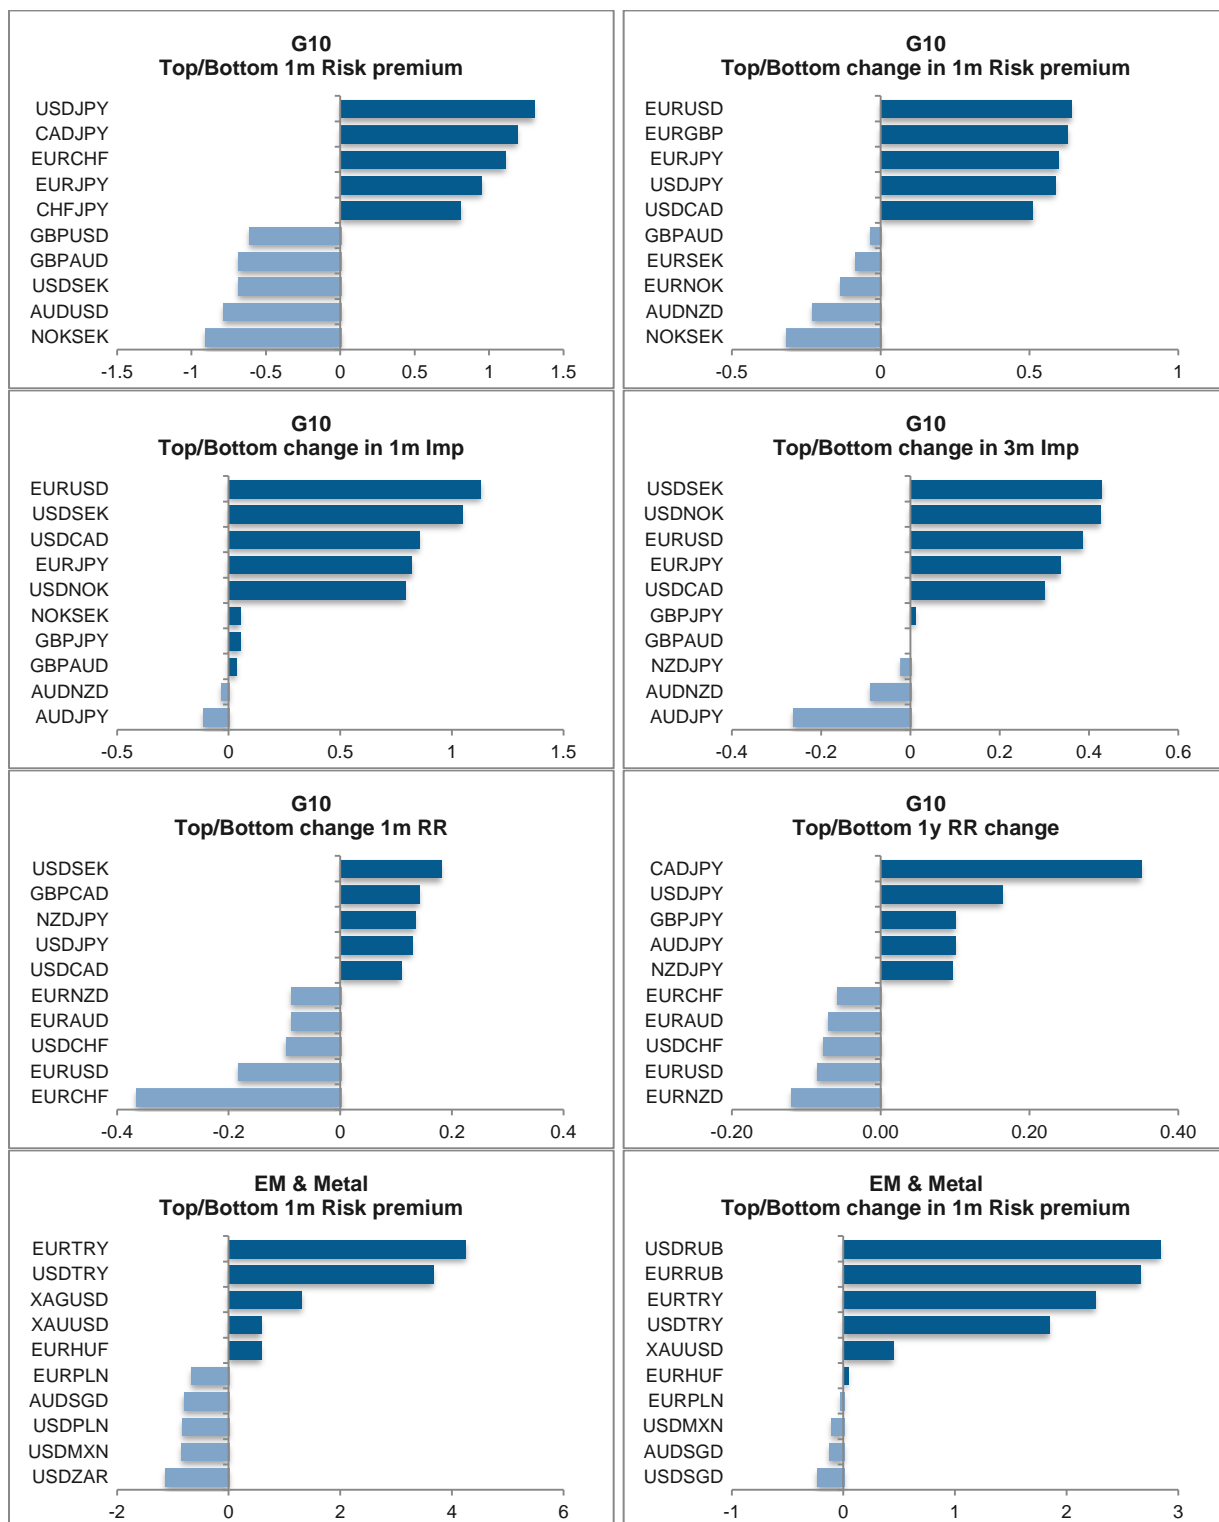 G10
Top/Bottom 1m Risk premium
USDJPY
CADJPY
EURCHF
EURJPY
CHFJPY
GBPUSD
GBPAUD
USDSEK
AUDUSD
NOKSEK
-1.5 -1 -0.5 0 0.5 1 1.5
G10
Top/Bottom change in 1m Risk premium
EURUSD
EURGBP
EURJPY
USDJPY
USDCAD
GBPAUD
EURSEK
EURNOK
AUDNZD
NOKSEK
-0.5 0 0.5 1
G10
Top/Bottom change in 1m Imp
EURUSD
USDSEK
USDCAD
EURJPY
USDNOK
NOKSEK
GBPJPY
GBPAUD
AUDNZD
AUDJPY
-0.5 0 0.5 1 1.5
G10
Top/Bottom change in 3m Imp
USDSEK
USDNOK
EURUSD
EURJPY
USDCAD
GBPJPY
GBPAUD
NZDJPY
AUDNZD
AUDJPY
-0.4 -0.2 0 0.2 0.4 0.6
G10
Top/Bottom change 1m RR
USDSEK
GBPCAD
NZDJPY
USDJPY
USDCAD
EURNZD
EURAUD
USDCHF
EURUSD
EURCHF
-0.4 -0.2 0 0.2 0.4
G10
Top/Bottom 1y RR change
CADJPY
USDJPY
GBPJPY
AUDJPY
NZDJPY
EURCHF
EURAUD
USDCHF
EURUSD
EURNZD
-0.20 0.00 0.20 0.40
EM & Metal
Top/Bottom 1m Risk premium
EURTRY
USDTRY
XAGUSD
XAUUSD
EURHUF
EURPLN
AUDSGD
USDPLN
USDMXN
USDZAR
-2 0 2 4 6
EM & Metal
Top/Bottom change in 1m Risk premium
USDRUB
EURRUB
EURTRY
USDTRY
XAUUSD
EURHUF
EURPLN
USDMXN
AUDSGD
USDSGD
-1 0 1 2 3